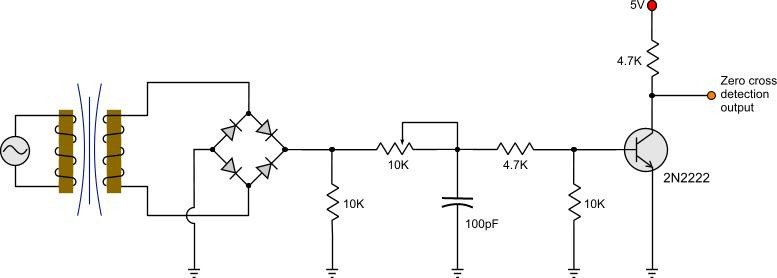 5V
4.7K
Zero cross
detection
output
10K
4.7K
2N2222
10K
100pF
10K